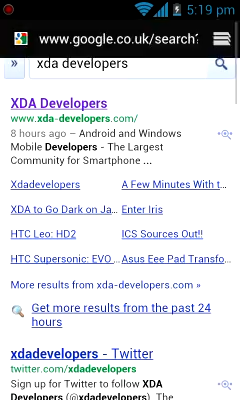 5:19 pm
www.google.co.uk/search?
»
xda developers
XDA Developers
www.xda-developers.com/
8 hours ago – Android and Windows
Mobile Developers - The Largest
Community for Smartphone ...
Xdadevelopers
A Few Minutes With t...
XDA to Go Dark on Ja...
Enter Iris
HTC Leo: HD2
ICS Sources Out!!
HTC Supersonic: EVO ...
Asus Eee Pad Transfo...
More results from xda-developers.com »
Get more results from the past 24
hours
xdadevelopers - Twitter
twitter.com/xdadevelopers
Sign up for Twitter to follow XDA
Developers (@xdadevelopers). The